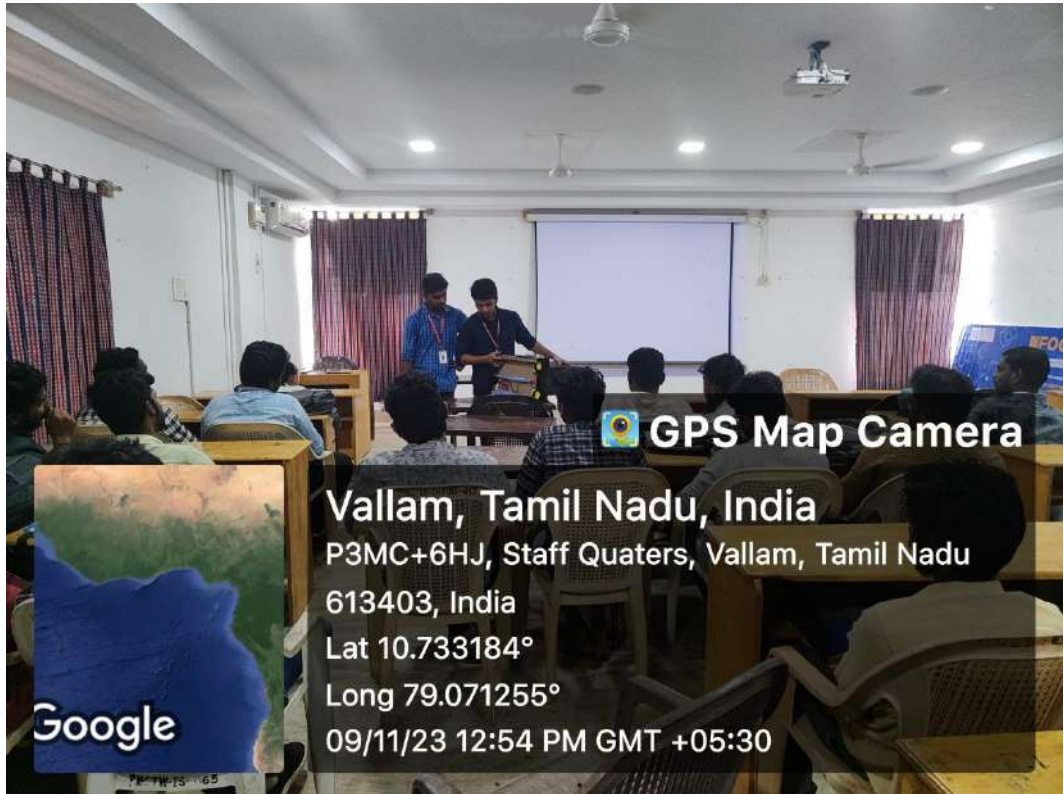 GPS Map Camera
Vallam, Tamil Nadu, India
P3MC+6HJ, Staff Quaters, Vallam, Tamil Nadu
613403, India
Lat 10.733184°
Long 79.071255°
09/11/23 12:54 PM GMT +05:30
Google